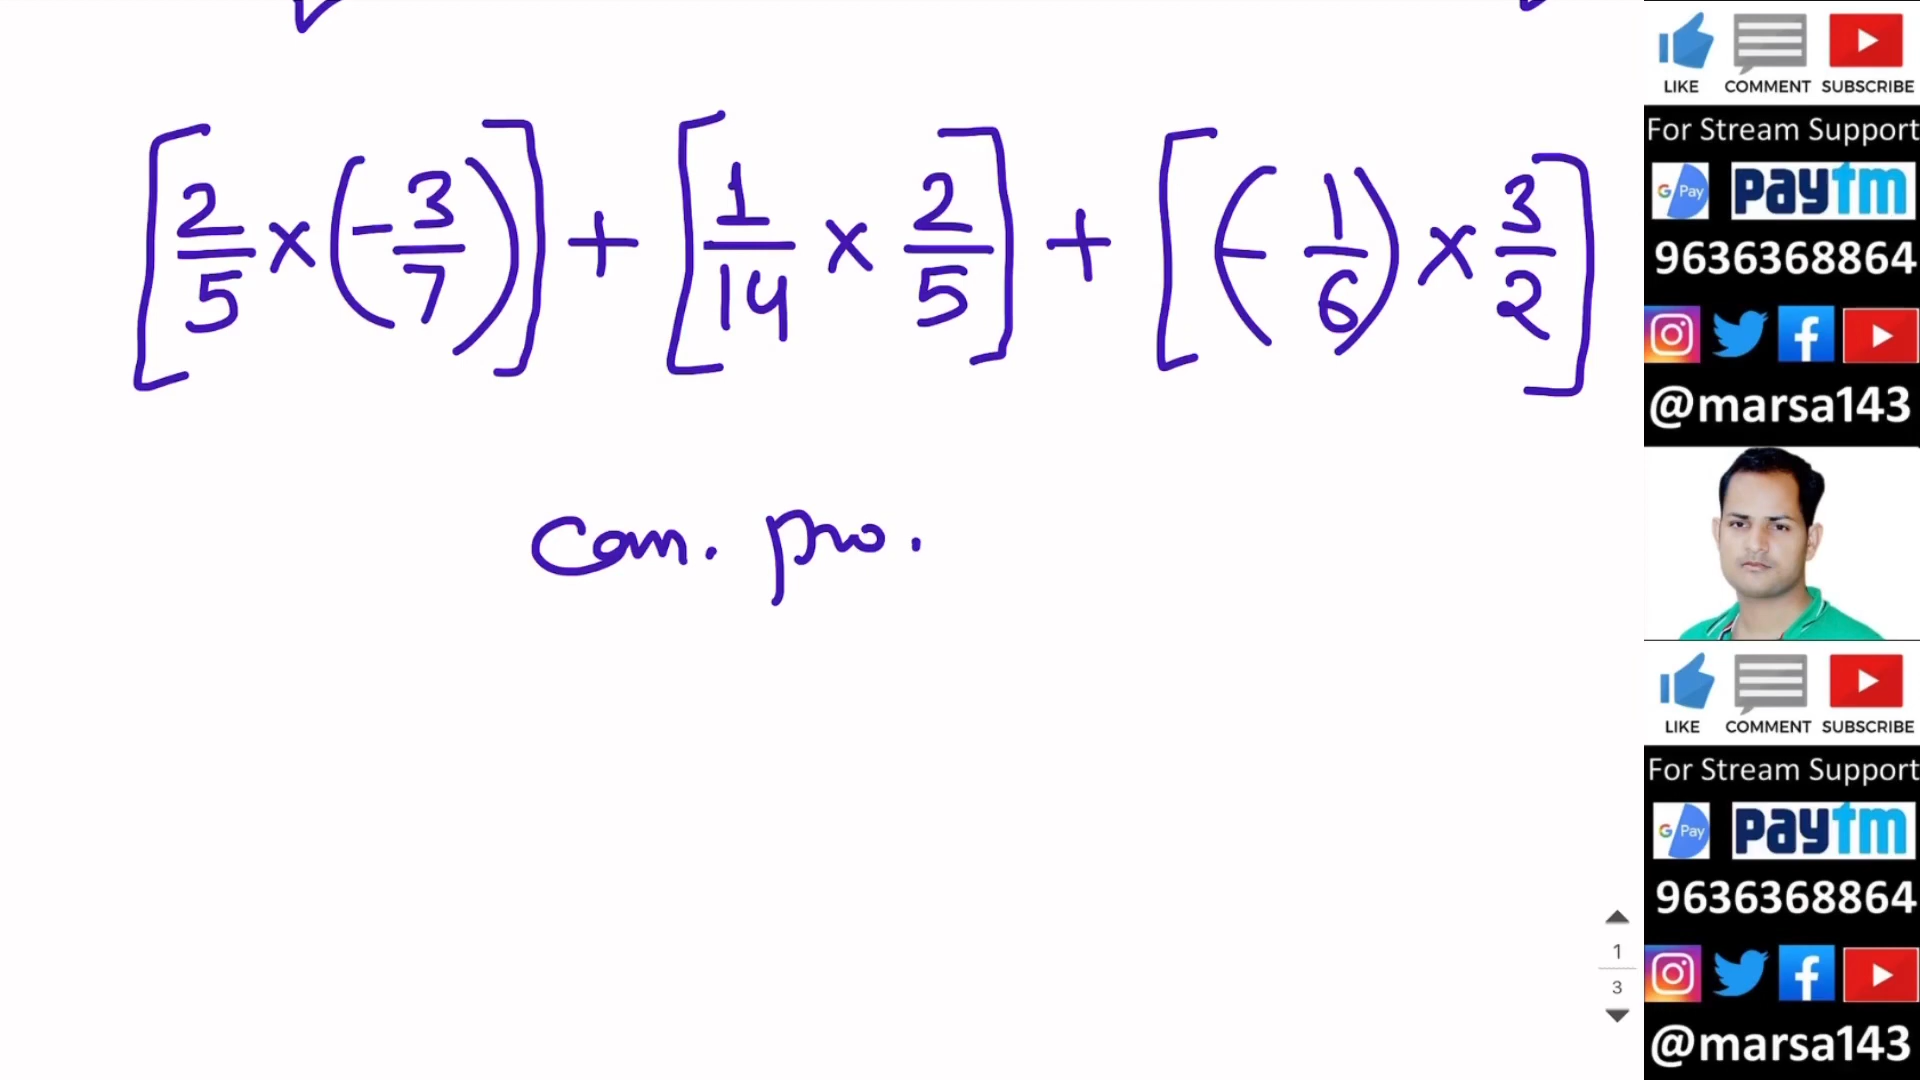 [2/5 × (-3/7)] + [1/14 × 2/5] + [(-1/6) × 3/2]
Com. pro.
1
3
LIKE COMMENT SUBSCRIBE
For Stream Support
G Pay paytm
9636368864
@marsa143
LIKE COMMENT SUBSCRIBE
For Stream Support
G Pay paytm
9636368864
@marsa143